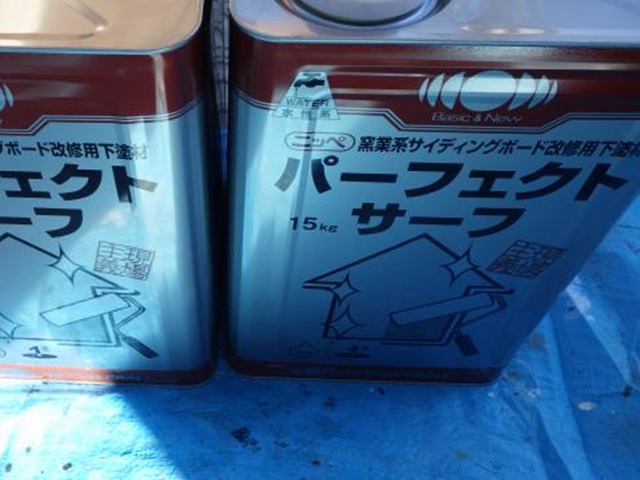 グボード改修用下塗材
ェクト
ーフ
WATER
水性系
Basic & New
ニッペ 窯業系サイディングボード改修用下塗材
パーフェクト
15kg サーフ